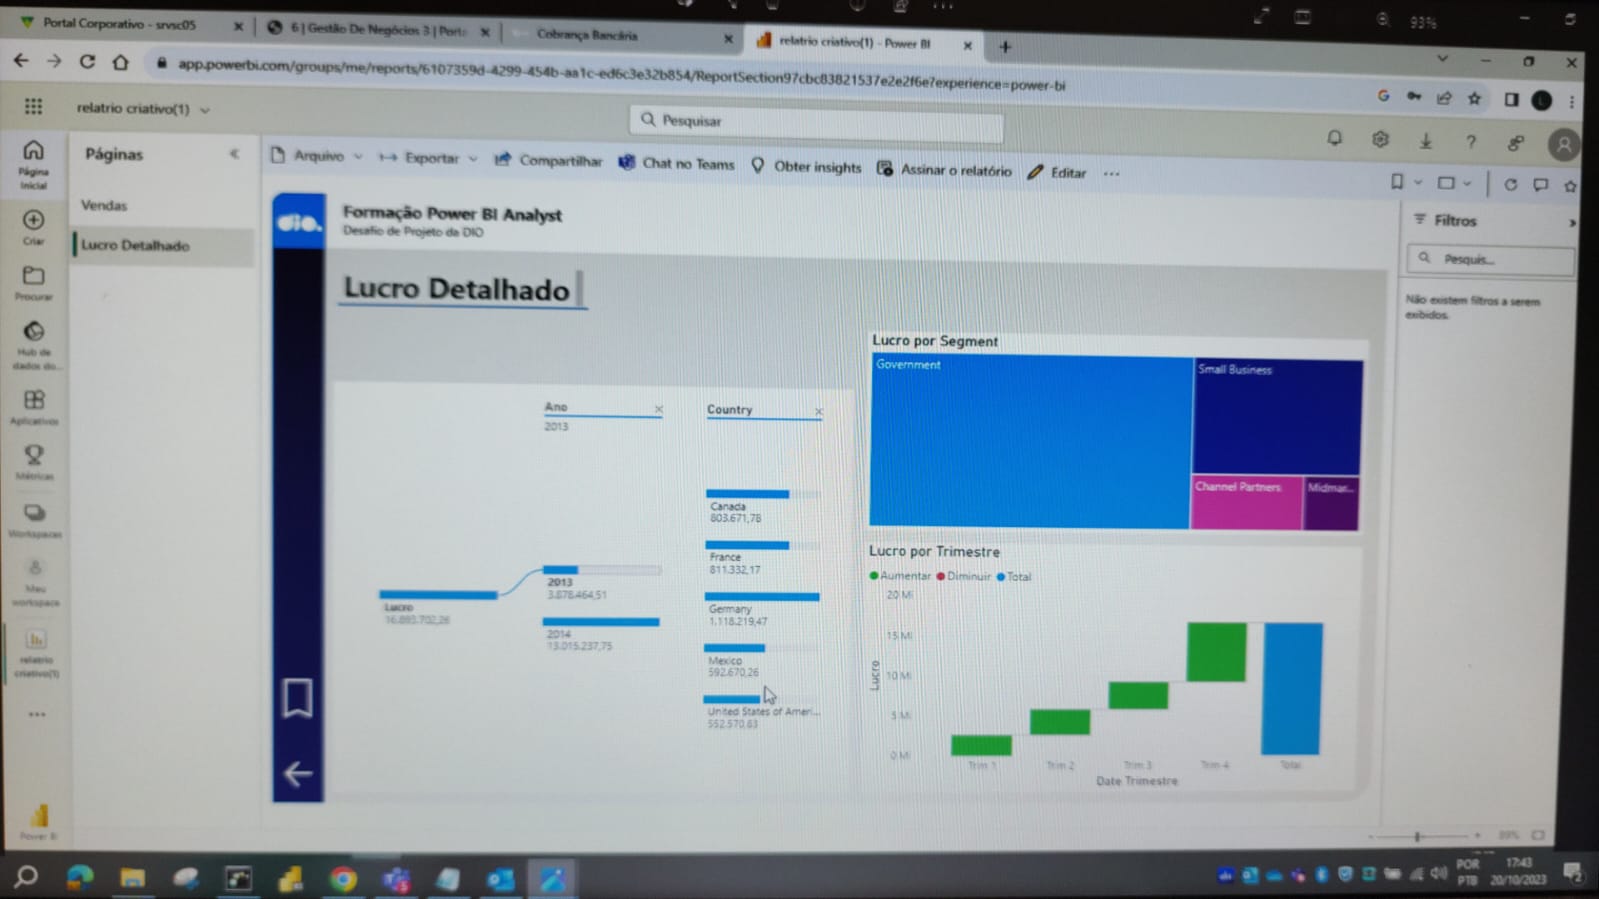 93%
Portal Corporativo - srvsc05
6 | Gestão De Negócios 3 | Porta
Cobrança Bancária
relatrio criativo(1) - Power BI
app.powerbi.com/groups/me/reports/6107359d-4299-454b-aa1c-ed6c3e32b854/ReportSection97cbc83821537e2e2f6e?experience=power-bi
relatrio criativo(1)
Pesquisar
Página
Inicial
Criar
Procurar
Hub de
dados do...
Aplicativos
Métricas
Workspaces
Meu
workspace
relatrio
criativo(1)
Power BI
Páginas
Vendas
Lucro Detalhado
Arquivo
Exportar
Compartilhar
Chat no Teams
Obter insights
Assinar o relatório
Editar
...
dio.
Formação Power BI Analyst
Desafio de Projeto da DIO
Lucro Detalhado
Ano
2013
Country
Lucro
16.893.702,26
2013
3.878.464,51
2014
13.015.237,75
Canada
803.671,78
France
811.332,17
Germany
1.118.219,47
Mexico
592.670,26
United States of Ameri...
552.570,63
Lucro por Segment
Government
Small Business
Channel Partners
Midmar...
Lucro por Trimestre
Aumentar Diminuir Total
20 Mi
15 Mi
10 Mi
5 Mi
0 Mi
Lucro
Trim 1
Trim 2
Trim 3
Trim 4
Total
Date Trimestre
Filtros
Pesquis...
Não existem filtros a serem
exibidos.
89%
POR
PTB
17:43
20/10/2023